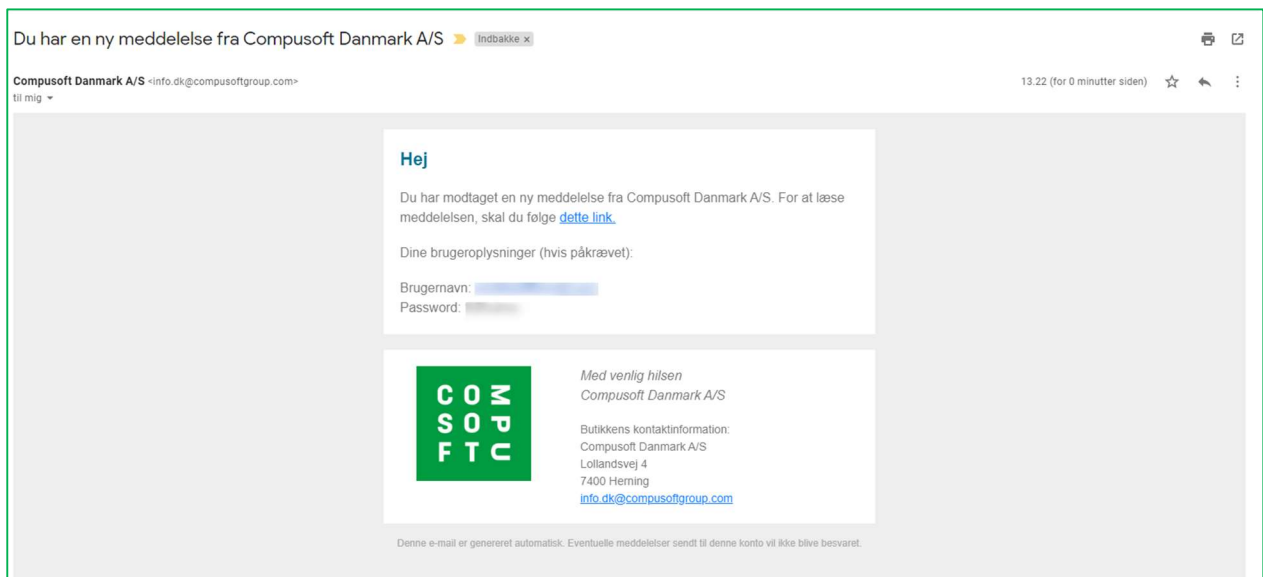 Du har en ny meddelelse fra Compusoft Danmark A/S Indbakke x
Compusoft Danmark A/S <info.dk@compusoftgroup.com> 13.22 (for 0 minutter siden)
til mig
Hej
Du har modtaget en ny meddelelse fra Compusoft Danmark A/S. For at læse
meddelelsen, skal du følge dette link.
Dine brugeroplysninger (hvis påkrævet):
Brugernavn:
Password:
COM
SOP
FTU
Med venlig hilsen
Compusoft Danmark A/S
Butikkens kontaktinformation:
Compusoft Danmark A/S
Lollandsvej 4
7400 Herning
info.dk@compusoftgroup.com
Denne e-mail er genereret automatisk. Eventuelle meddelelser sendt til denne konto vil ikke blive besvaret.